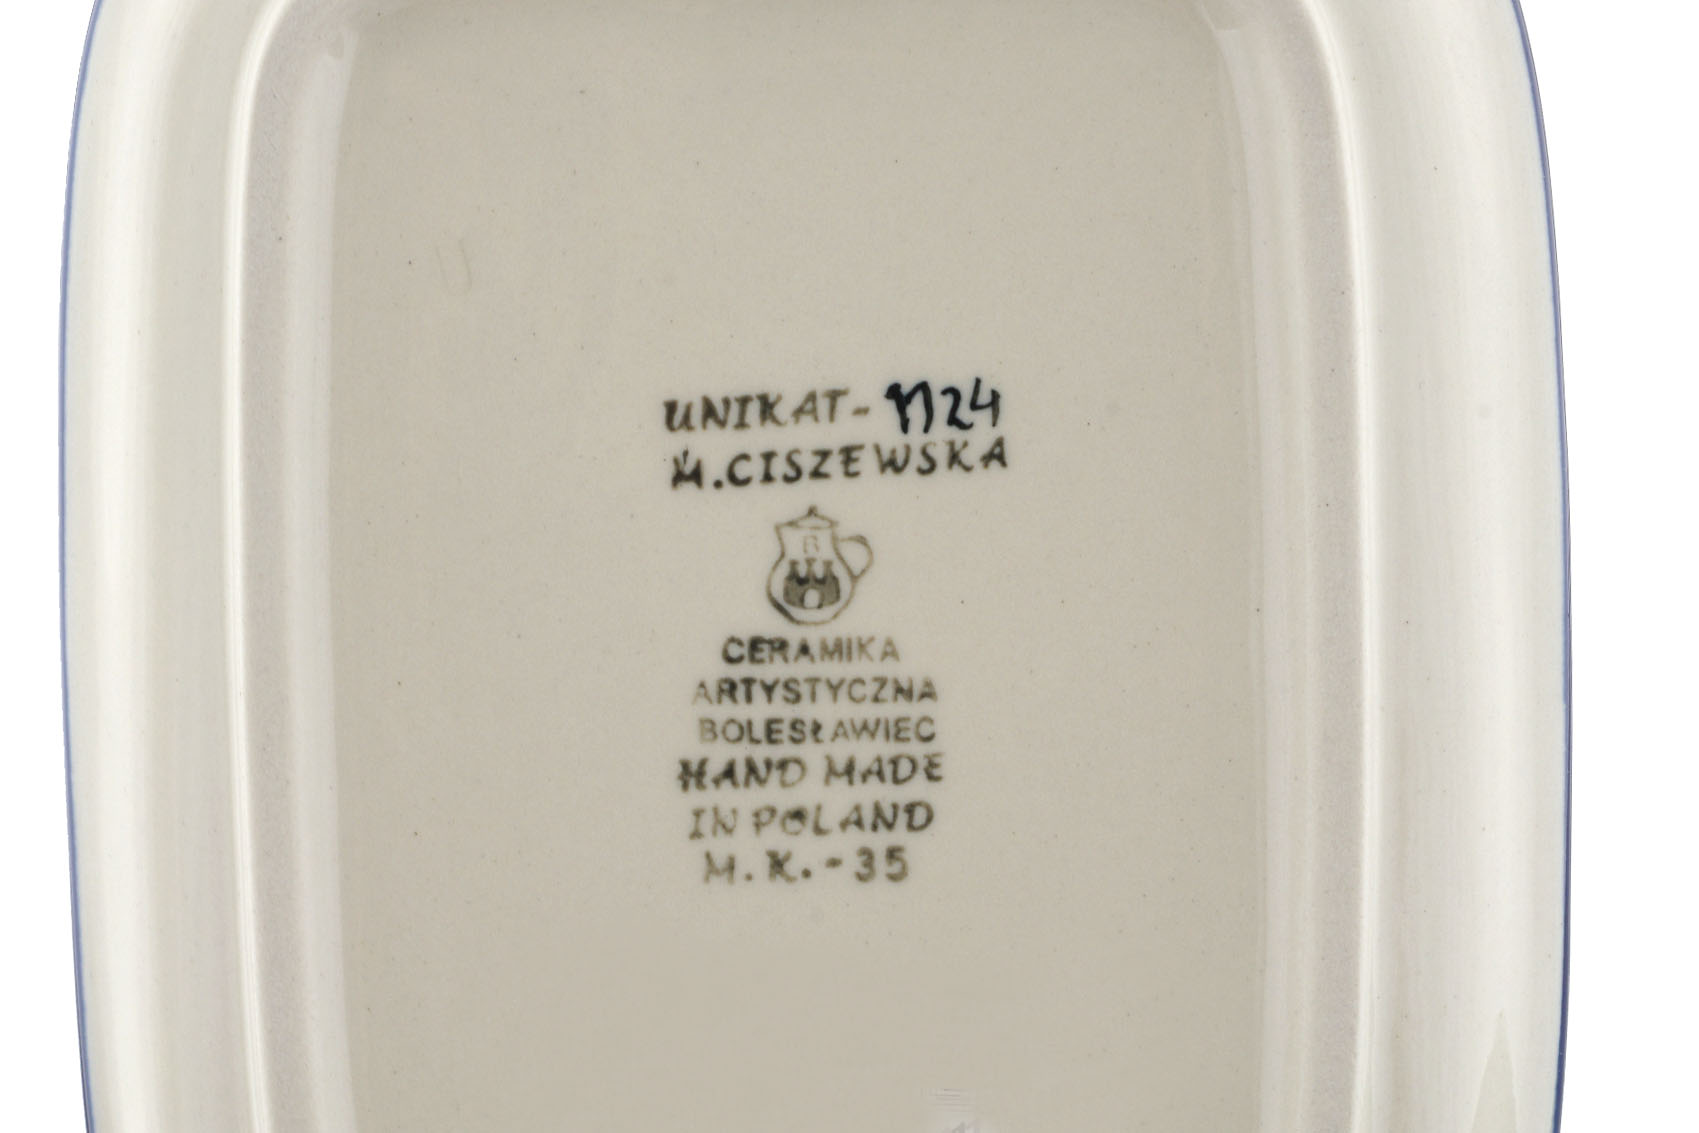 UNIKAT- 1124
M.CISZEWSKA
B
CERAMIKA
ARTYSTYCZNA
BOLESŁAWIEC
HAND MADE
IN POLAND
M.K.-35